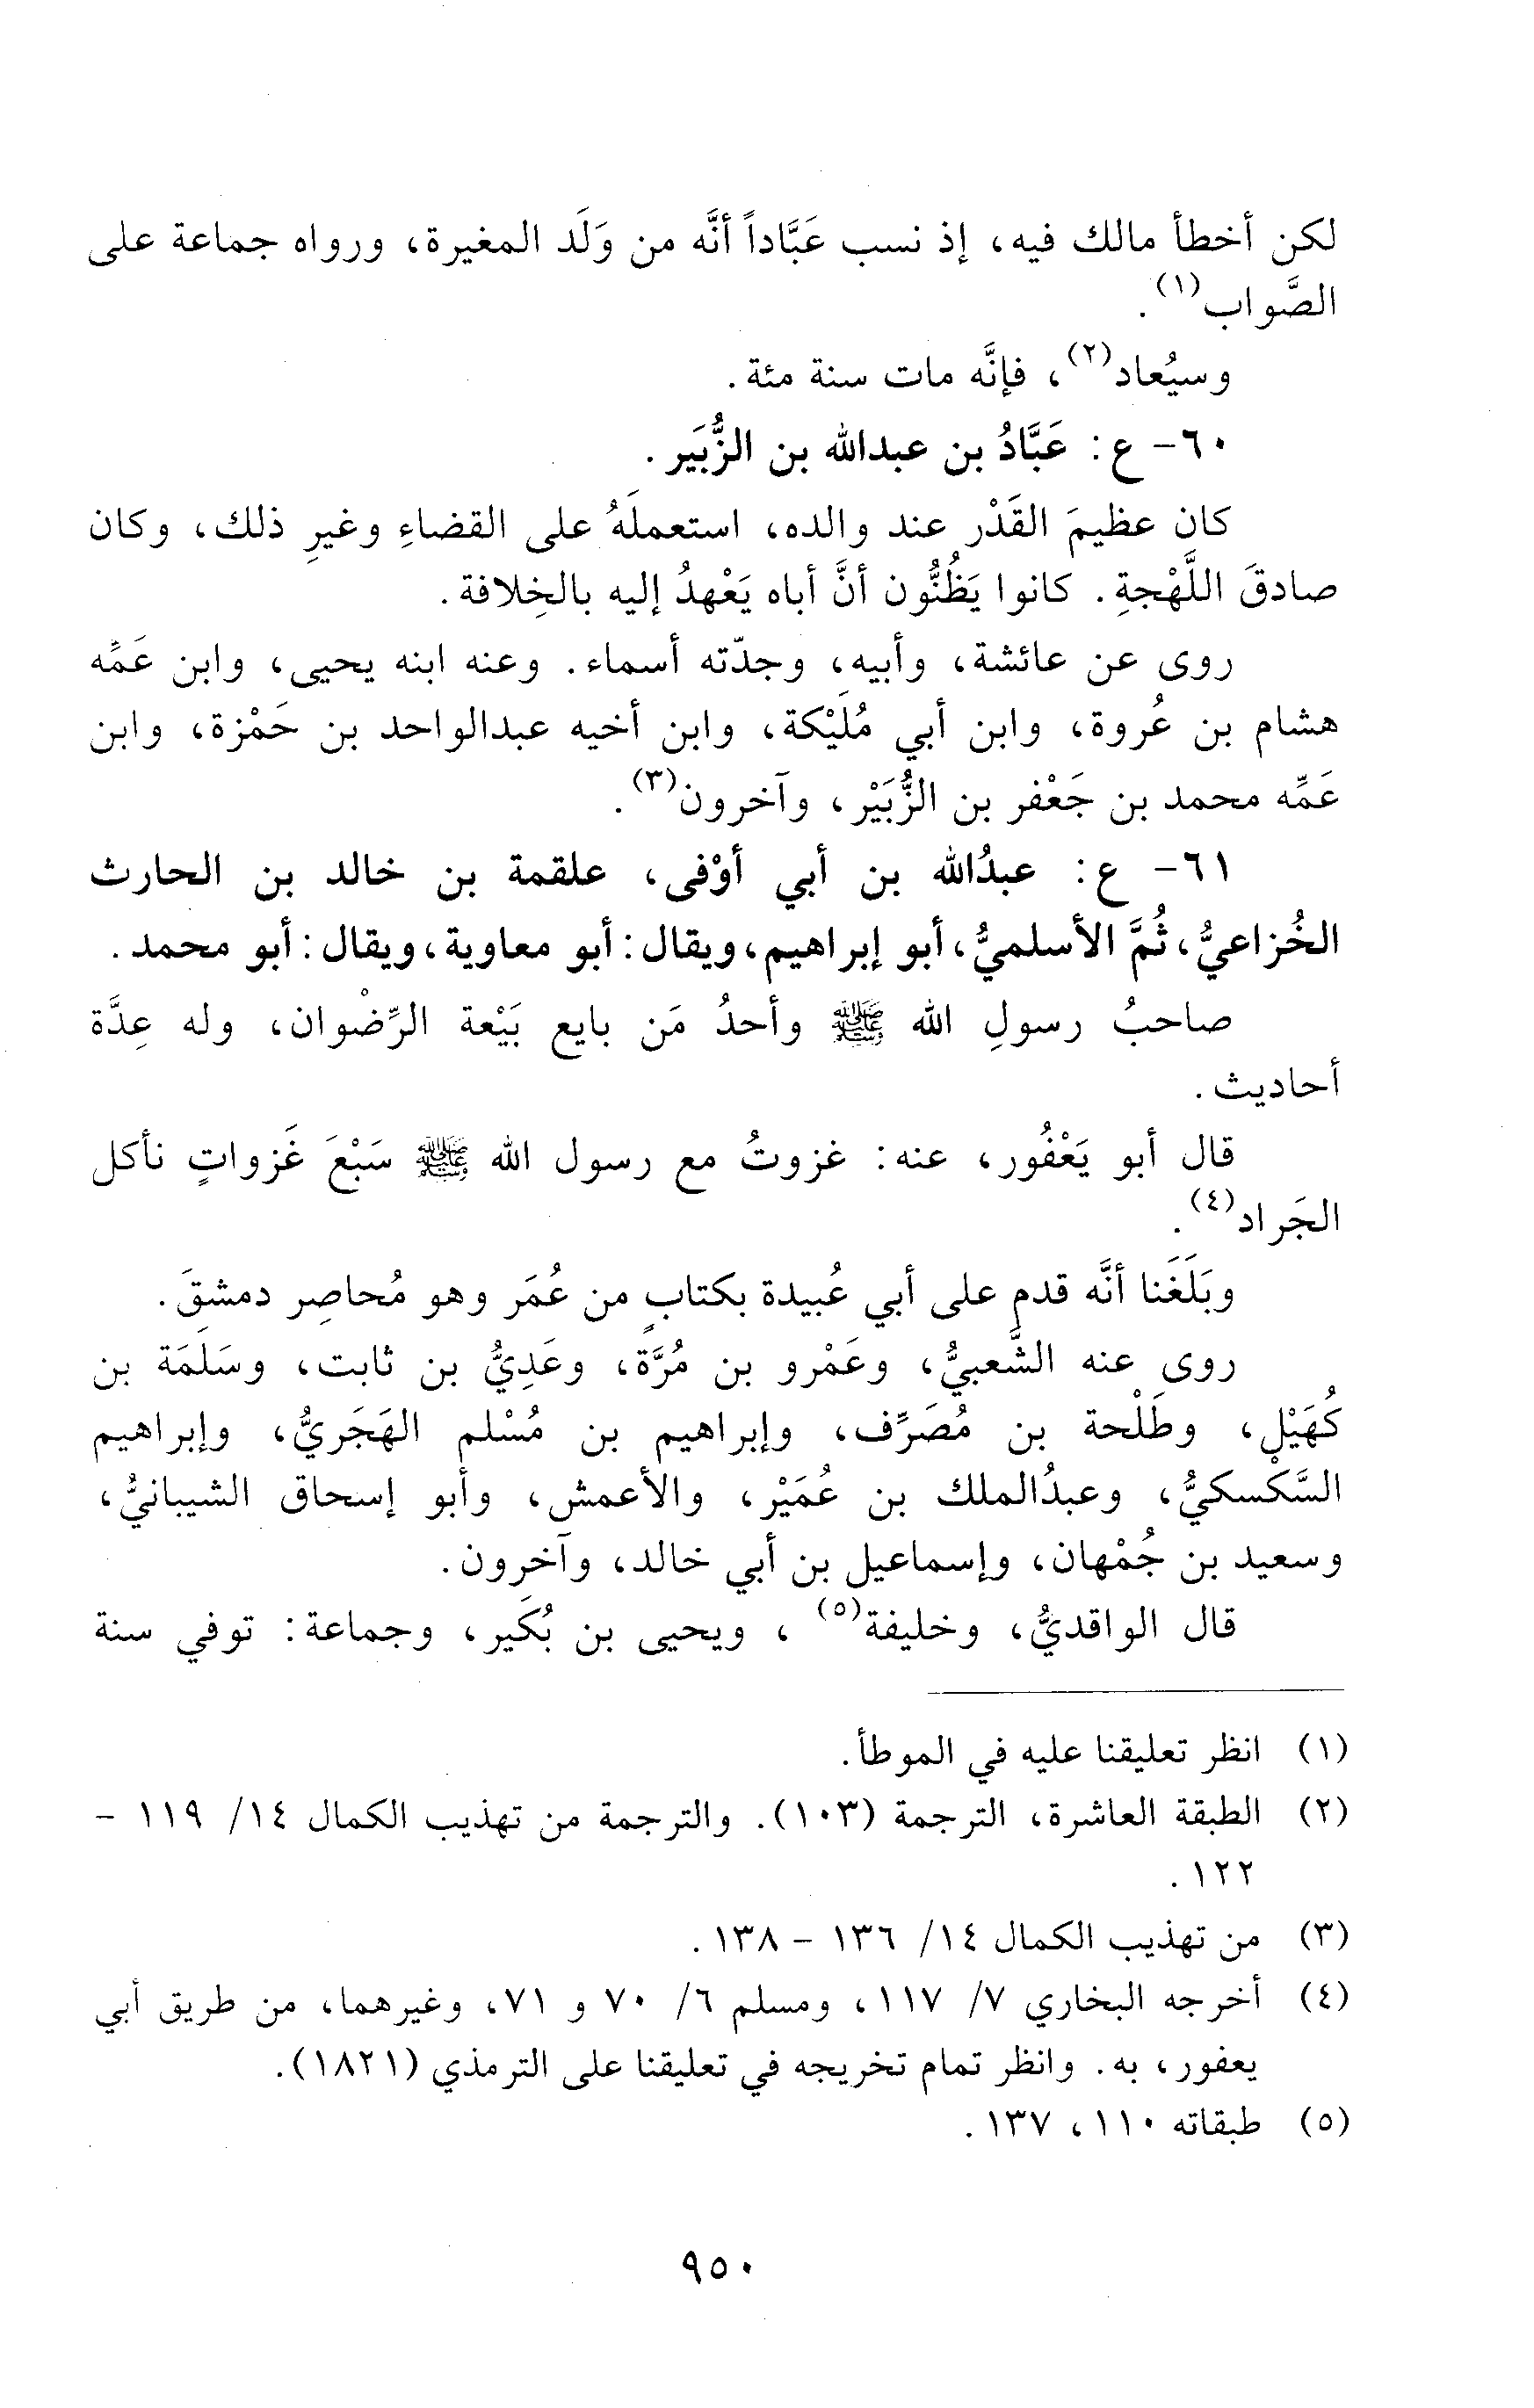 لكن أخطأ مالك فيه، إذ نسب عَبَّاداً أنَّه من وَلَد المغيرة، ورواه جماعة على
الصَّواب(١).
وسيُعاد(٢)، فإنَّه مات سنة مئة.
٦٠- ع: عَبَّادُ بن عبدالله بن الزُّبَير.
كان عظيمَ القَدْر عند والده، استعملَهُ على القضاءِ وغيرِ ذلك، وكان
صادقَ اللَّهْجةِ. كانوا يَظُنُّون أنَّ أباه يَعْهدُ إليه بالخِلافة.
روى عن عائشة، وأبيه، وجدّته أسماء. وعنه ابنه يحيى، وابن عَمِّه
هشام بن عُروة، وابن أبي مُلَيْكة، وابن أخيه عبدالواحد بن حَمْزة، وابن
عَمِّه محمد بن جَعْفر بن الزُّبَيْر، وآخرون(٣).
٦١- ع: عبدُالله بن أبي أوْفى، علقمة بن خالد بن الحارث
الخُزاعيُّ، ثُمَّ الأسلميُّ، أبو إبراهيم، ويقال: أبو معاوية، ويقال: أبو محمد.
صاحبُ رسولِ الله ﷺ وأحدُ مَن بايع بَيْعة الرِّضْوان، وله عِدَّة
أحاديث.
قال أبو يَعْفُور، عنه: غزوتُ مع رسول الله ﷺ سَبْعَ غَزواتٍ نأكل
الجَراد(٤).
وبَلَغَنا أنَّه قدم على أبي عُبيدة بكتابٍ من عُمَر وهو مُحاصِر دمشقَ.
روى عنه الشَّعبيُّ، وعَمْرو بن مُرَّة، وعَدِيُّ بن ثابت، وسَلَمَة بن
كُهَيْل، وطَلْحة بن مُصَرِّف، وإبراهيم بن مُسْلم الهَجَريُّ، وإبراهيم
السَّكْسكيُّ، وعبدُالملك بن عُمَيْر، والأعمش، وأبو إسحاق الشيبانيُّ،
وسعيد بن جُمْهان، وإسماعيل بن أبي خالد، وآخرون.
قال الواقديُّ، وخليفة(٥)، ويحيى بن بُكَير، وجماعة: توفي سنة
(١) انظر تعليقنا عليه في الموطأ.
(٢) الطبقة العاشرة، الترجمة (١٠٣). والترجمة من تهذيب الكمال ١٤/ ١١٩ -
١٢٢.
(٣) من تهذيب الكمال ١٤/ ١٣٦ - ١٣٨.
(٤) أخرجه البخاري ٧/ ١١٧، ومسلم ٦/ ٧٠ و ٧١، وغيرهما، من طريق أبي
يعفور، به. وانظر تمام تخريجه في تعليقنا على الترمذي (١٨٢١).
(٥) طبقاته ١١٠، ١٣٧.
٩٥٠